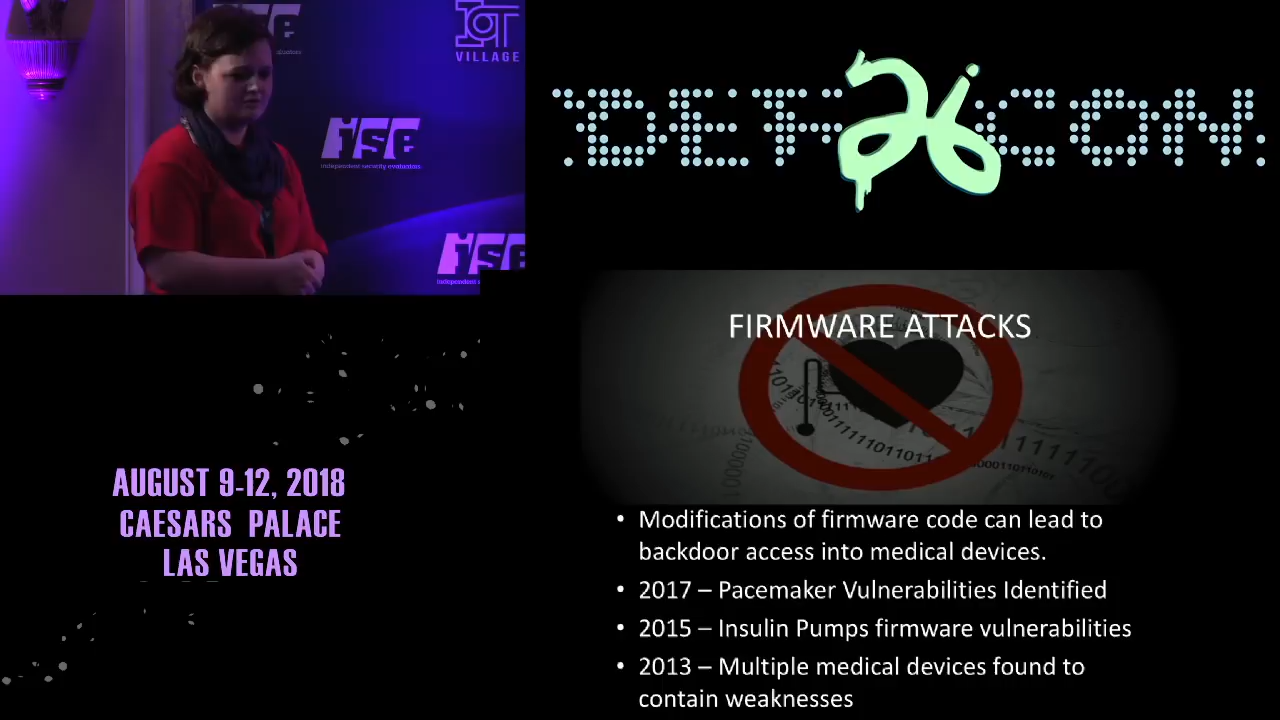 IOT
VILLAGE
ise
independent security evaluators
ise
DEF CON
26
FIRMWARE ATTACKS
AUGUST 9-12, 2018
CAESARS PALACE
LAS VEGAS
• Modifications of firmware code can lead to
backdoor access into medical devices.
• 2017 – Pacemaker Vulnerabilities Identified
• 2015 – Insulin Pumps firmware vulnerabilities
• 2013 – Multiple medical devices found to
contain weaknesses